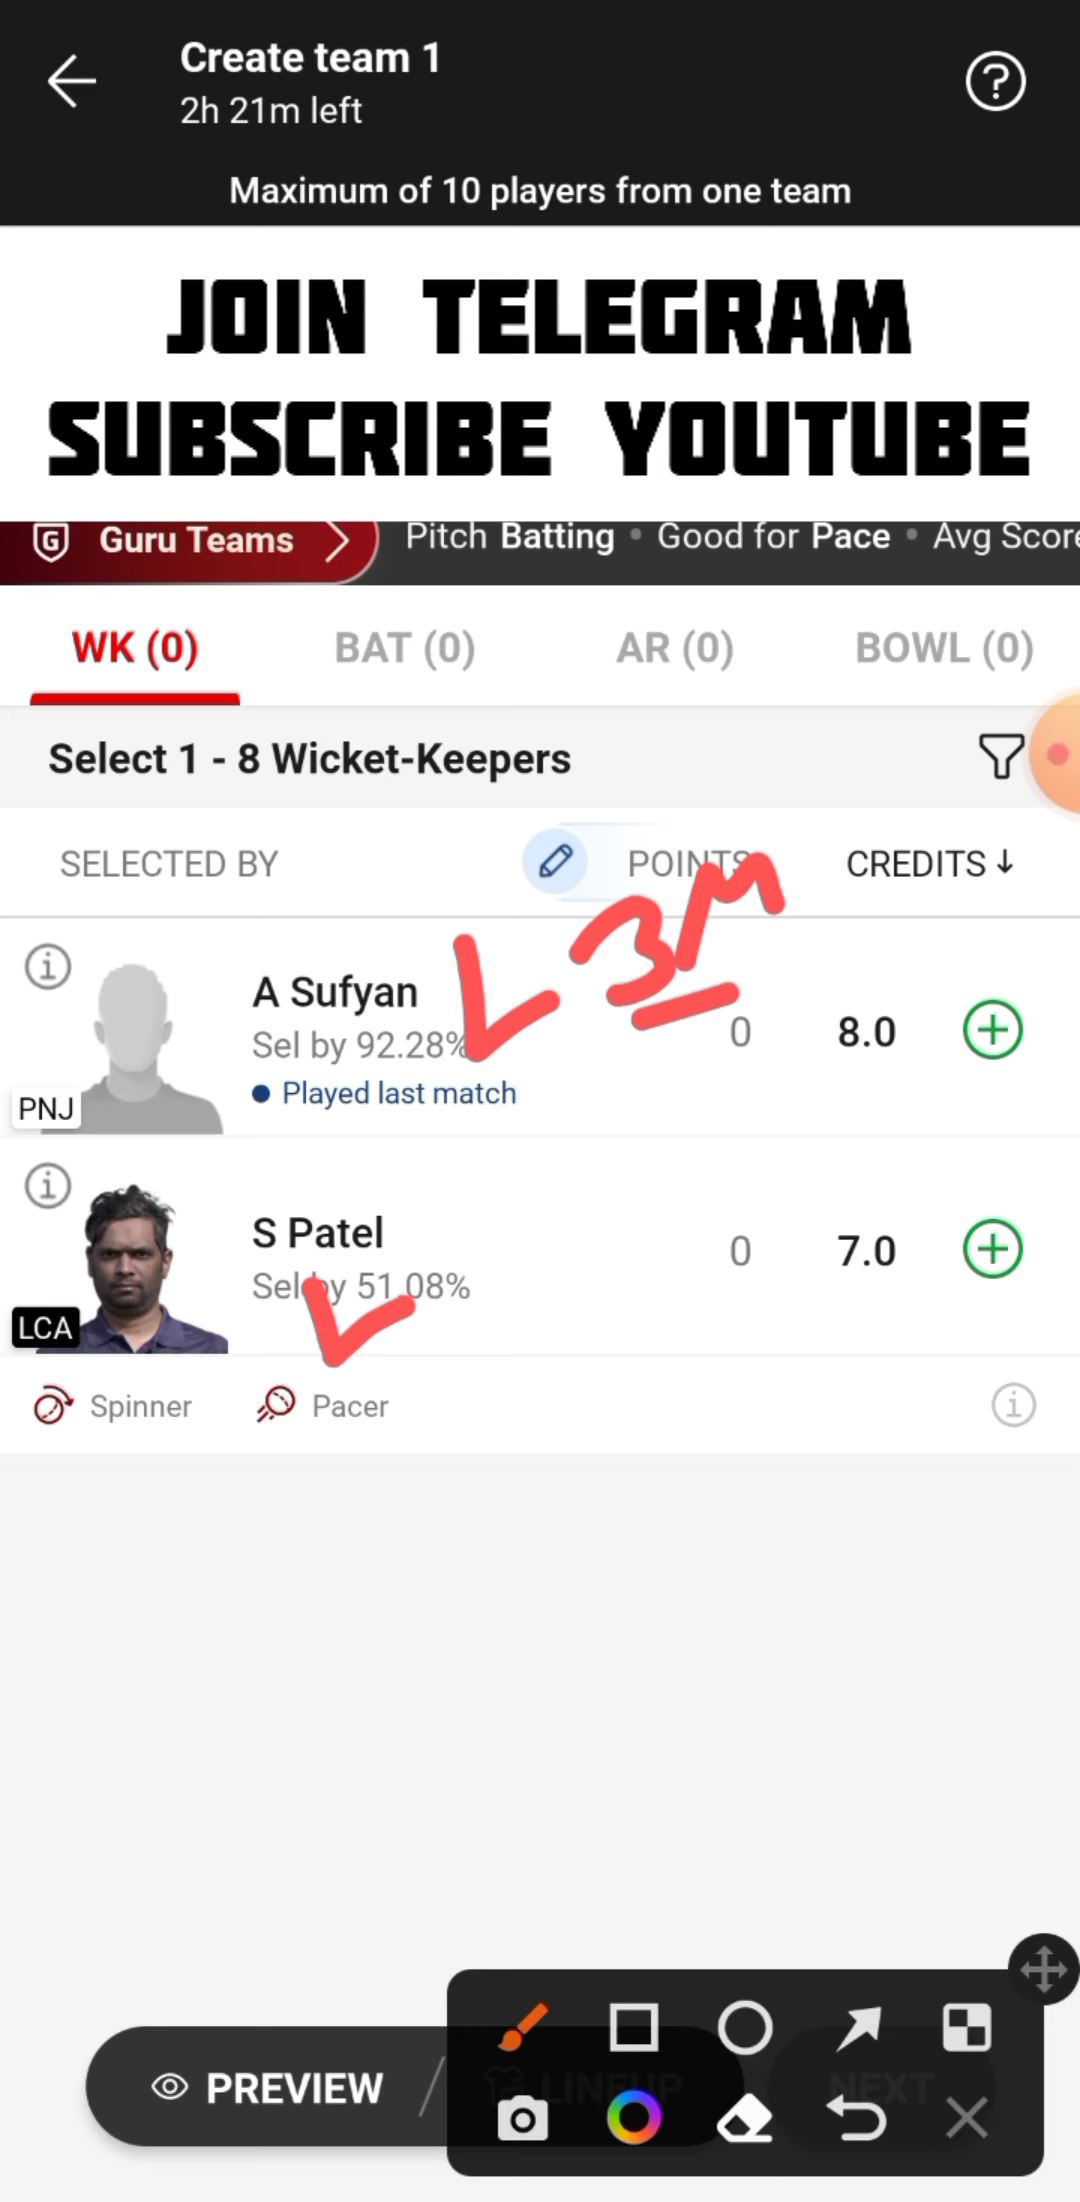 Create team 1
2h 21m left
Maximum of 10 players from one team
JOIN TELEGRAM
SUBSCRIBE YOUTUBE
G Guru Teams Pitch Batting • Good for Pace • Avg Score
WK (0) BAT (0) AR (0) BOWL (0)
Select 1 - 8 Wicket-Keepers
SELECTED BY POINTS CREDITS ↓
3M
A Sufyan
Sel by 92.28% 0 8.0
Played last match
PNJ
S Patel
Sel by 51.08% 0 7.0
LCA
Spinner Pacer
PREVIEW / LINEUP NEXT